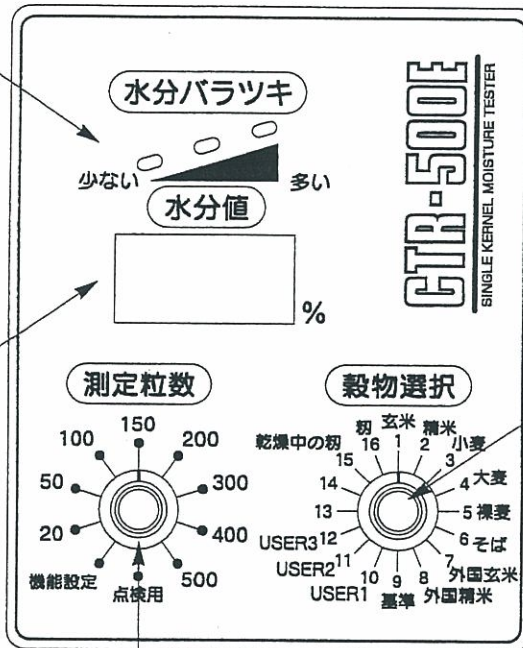 水分バラツキ
少ない 多い
水分値
%
CTR-500E
SINGLE KERNEL MOISTURE TESTER
測定粒数
機能設定
20
50
100
150
200
300
400
500
点検用
穀物選択
1 玄米
2 精米
3 小麦
4 大麦
5 裸麦
6 そば
7 外国玄米
8 外国精米
9 基準
10 USER1
11 USER2
12 USER3
13
14
15 乾燥中の籾
16 籾